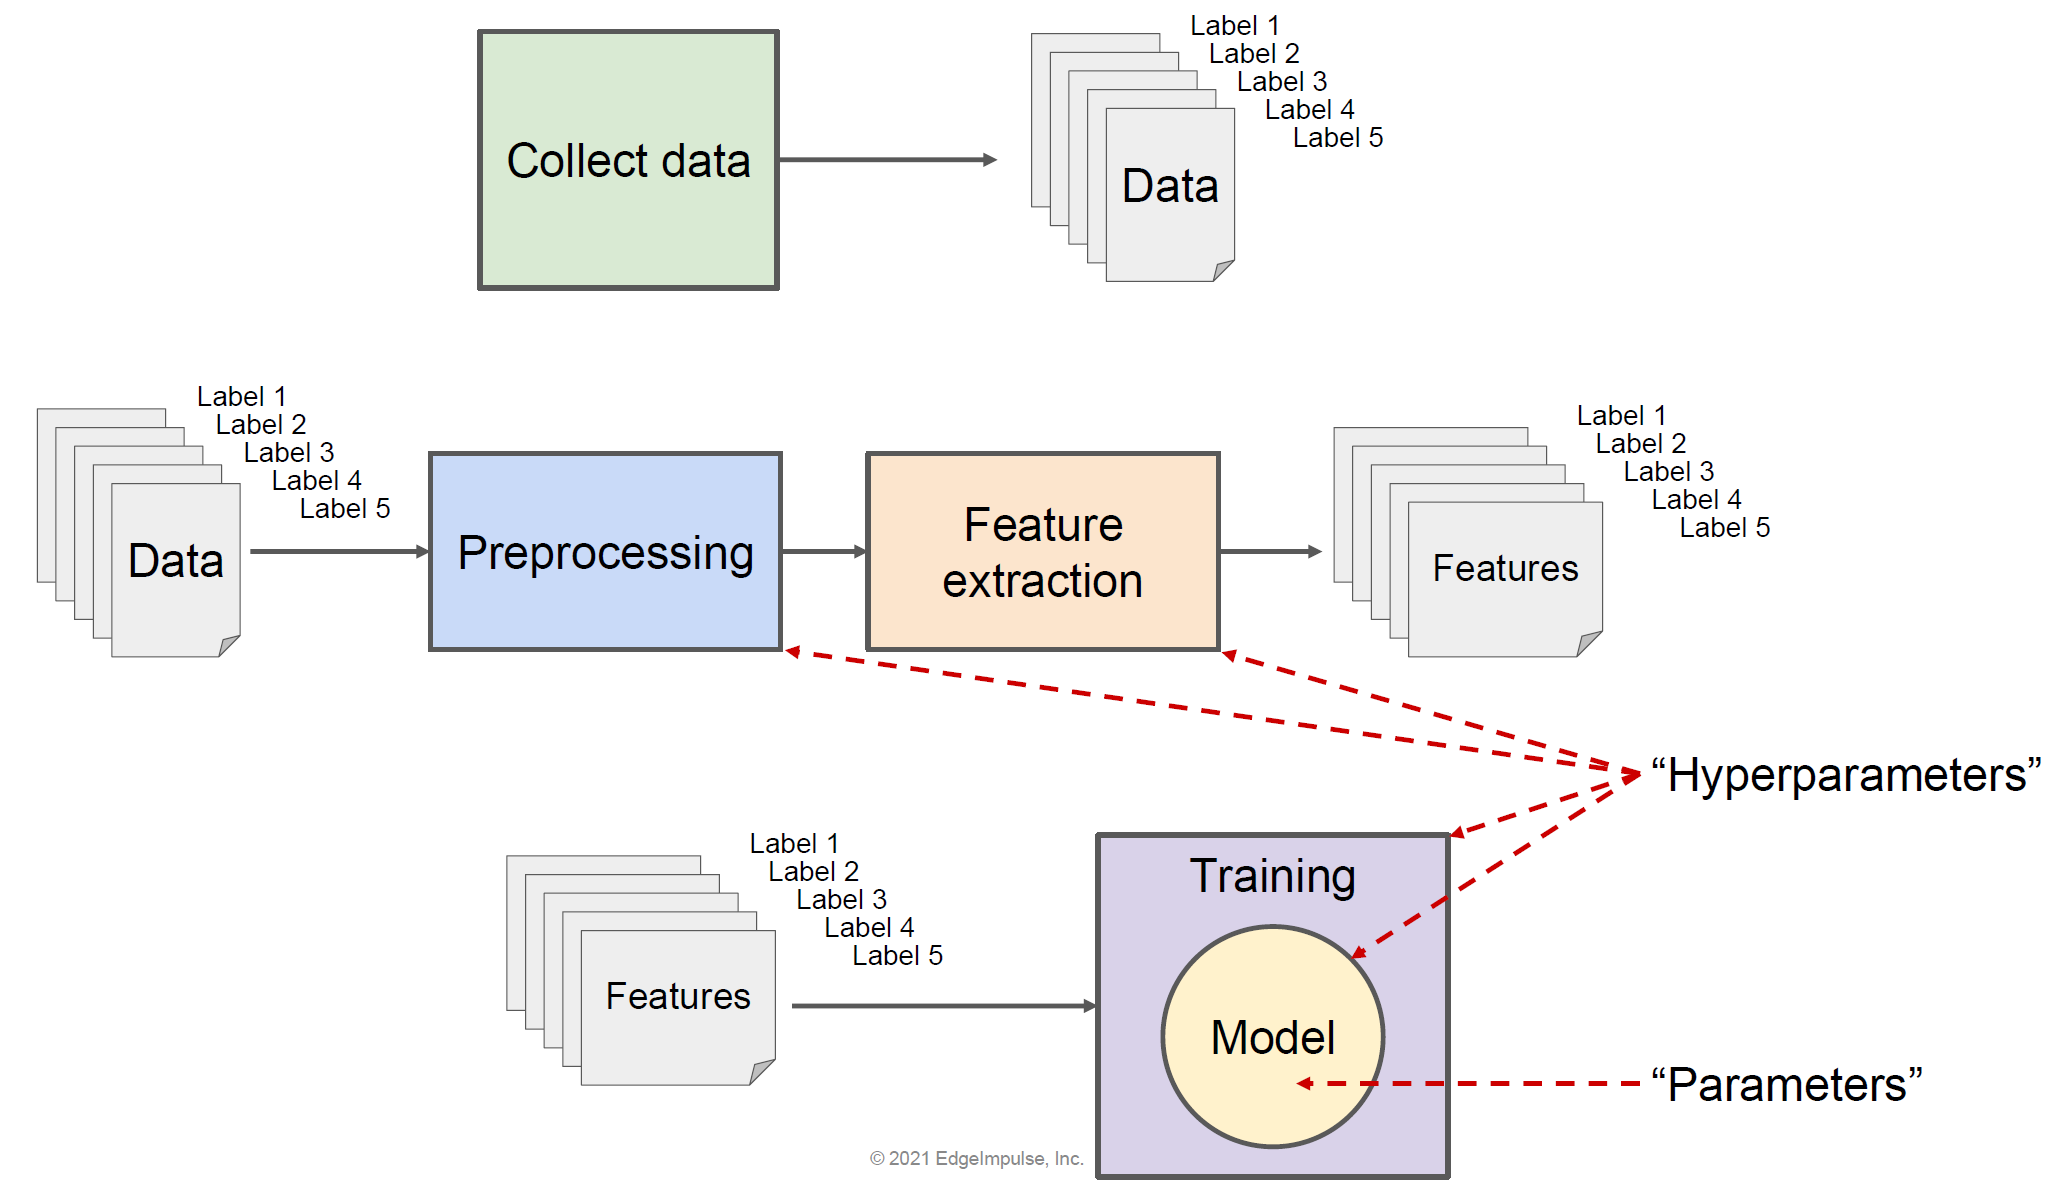 Collect data
Label 1
Label 2
Label 3
Label 4
Label 5
Data
Label 1
Label 2
Label 3
Label 4
Label 5
Data
Preprocessing
Feature
extraction
Label 1
Label 2
Label 3
Label 4
Label 5
Features
“Hyperparameters”
Label 1
Label 2
Label 3
Label 4
Label 5
Features
Training
Model
“Parameters”
© 2021 EdgeImpulse, Inc.